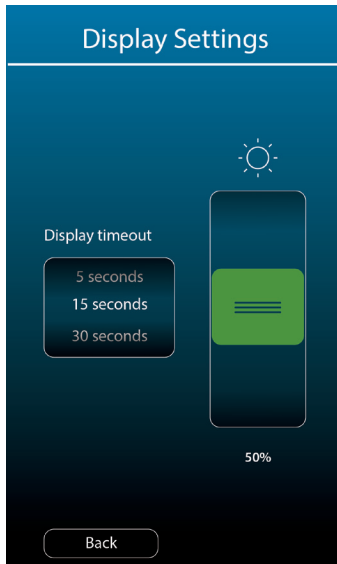 Display Settings
Display timeout
5 seconds
15 seconds
30 seconds
50%
Back